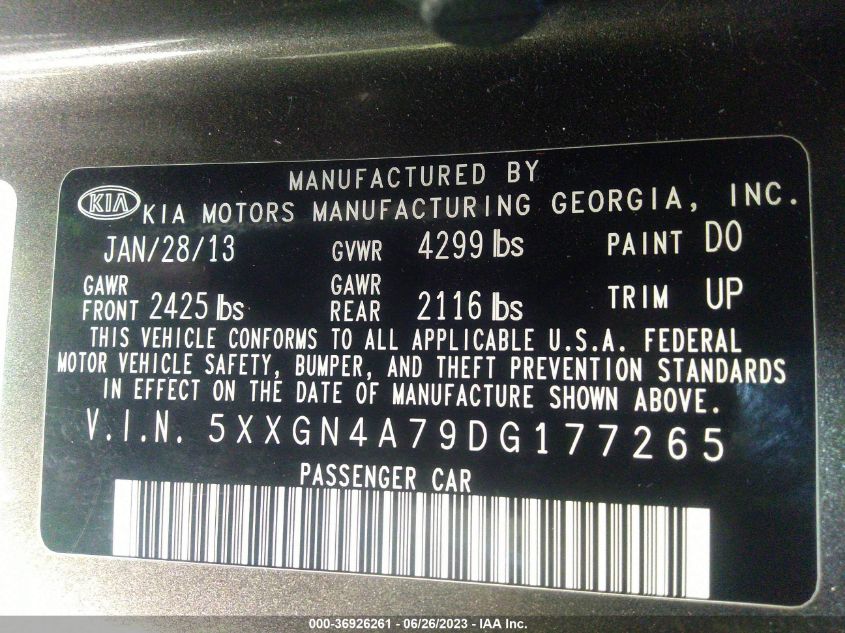 MANUFACTURED BY
KIA KIA MOTORS MANUFACTURING GEORGIA, INC.
JAN/28/13 GVWR 4299 lbs PAINT DO
GAWR FRONT 2425 lbs GAWR REAR 2116 lbs TRIM UP
THIS VEHICLE CONFORMS TO ALL APPLICABLE U.S.A. FEDERAL
MOTOR VEHICLE SAFETY, BUMPER, AND THEFT PREVENTION STANDARDS
IN EFFECT ON THE DATE OF MANUFACTURE SHOWN ABOVE.
V.I.N. 5XXGN4A79DG177265
PASSENGER CAR
000-36926261 - 06/26/2023 - IAA Inc.